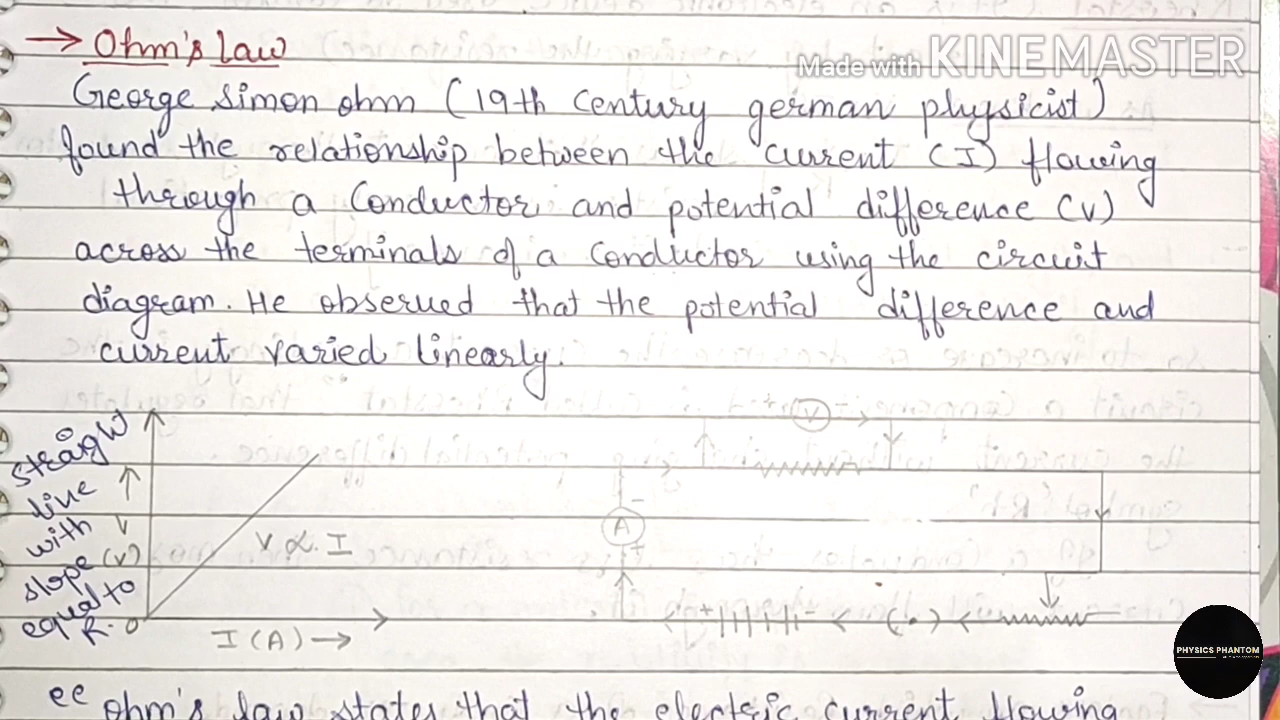 → Ohm's law
Made with KINEMASTER
George simon ohm (19th Century german physicist)
found the relationship between the current (I) flowing
through a Conductor and potential difference (v)
across the terminals of a Conductor using the circuit
diagram. He observed that the potential difference and
current varied linearly.
straight
line
with
slope (v)
equal to
R.
O
V ∝ I
I (A) →
V
A
-
+
+
-
(•)
PHYSICS PHANTOM
ohm's law states that the electric current flowing